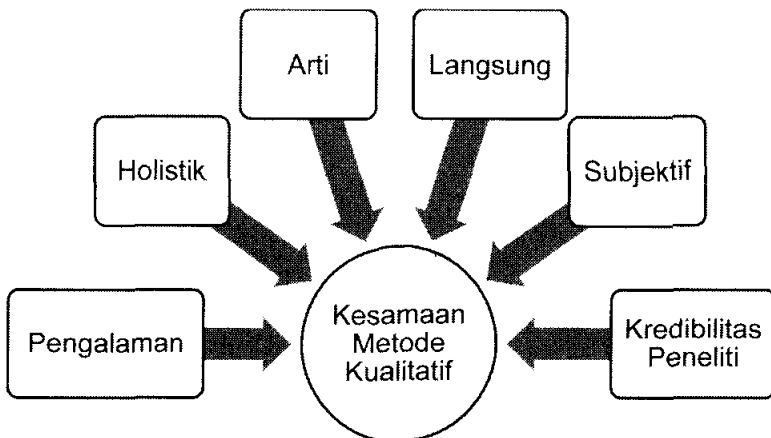 Arti
Langsung
Holistik
Subjektif
Pengalaman
Kesamaan
Metode
Kualitatif
Kredibilitas
Peneliti